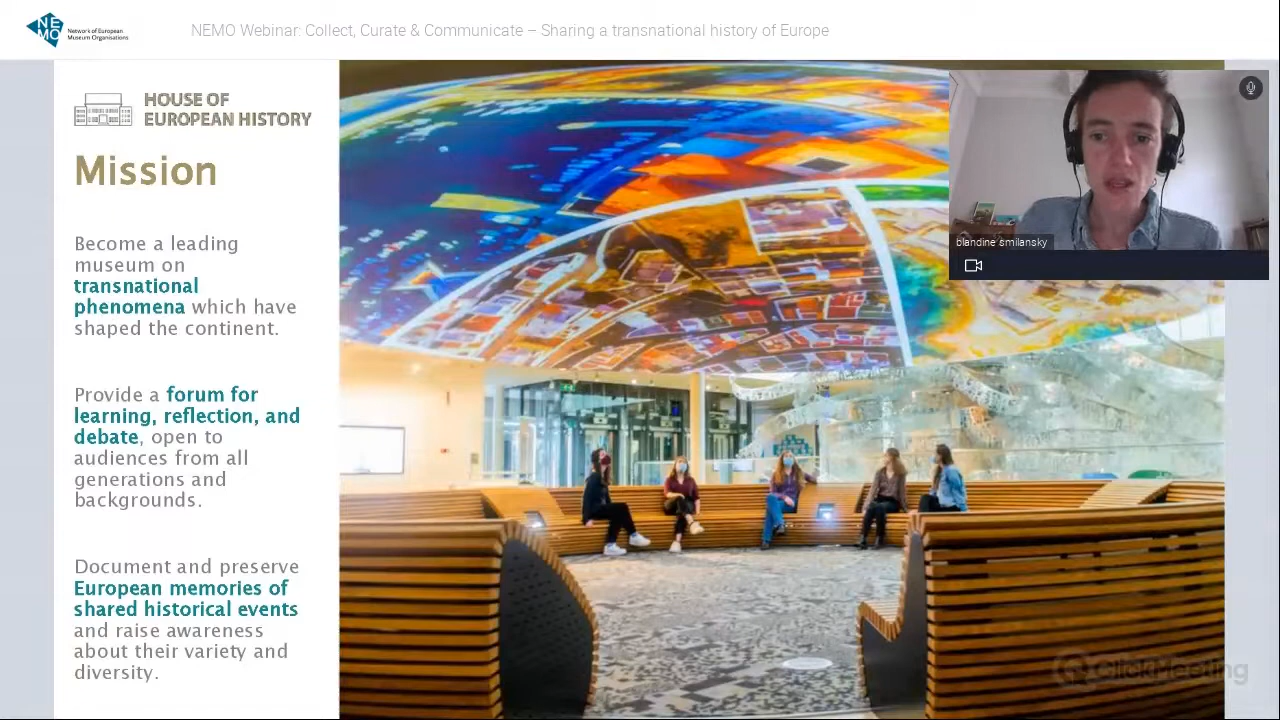 NEMO
Network of European
Museum Organisations
NEMO Webinar: Collect, Curate & Communicate – Sharing a transnational history of Europe
HOUSE OF
EUROPEAN HISTORY
Mission
Become a leading
museum on
transnational
phenomena which have
shaped the continent.
Provide a forum for
learning, reflection, and
debate, open to
audiences from all
generations and
backgrounds.
Document and preserve
European memories of
shared historical events
and raise awareness
about their variety and
diversity.
blandine smilansky
ClickMeeting